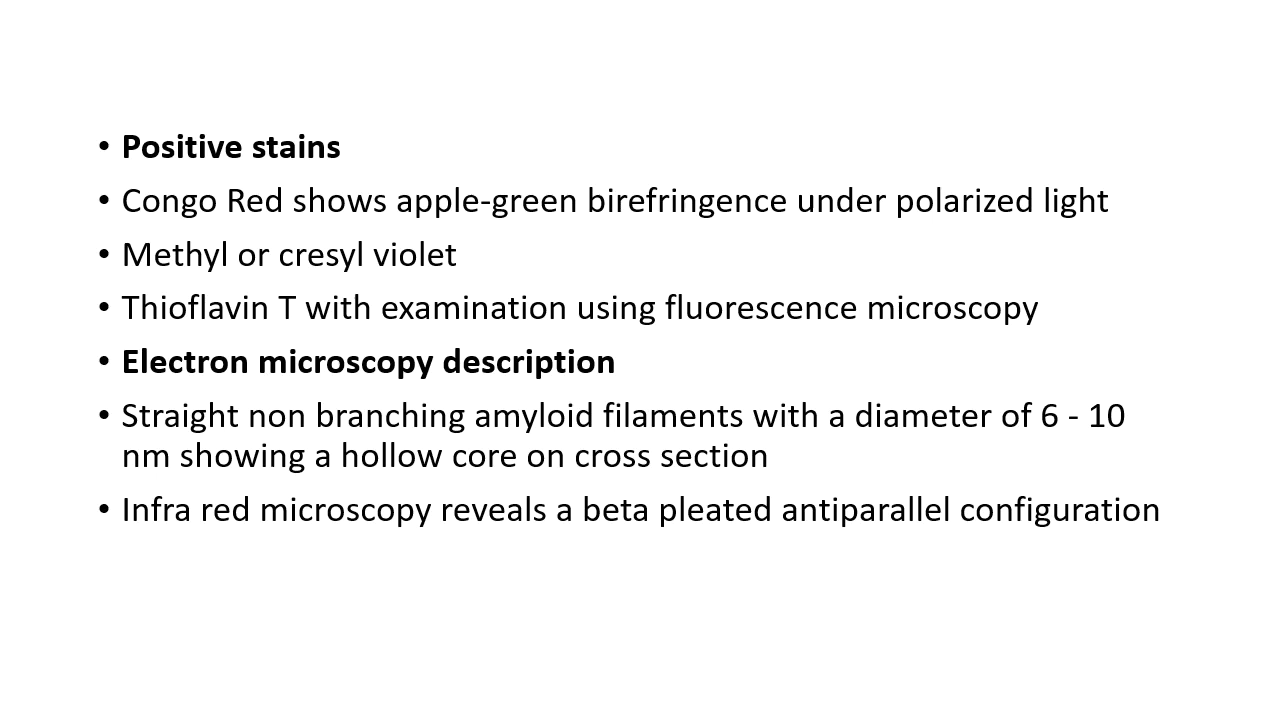 • Positive stains
• Congo Red shows apple-green birefringence under polarized light
• Methyl or cresyl violet
• Thioflavin T with examination using fluorescence microscopy
• Electron microscopy description
• Straight non branching amyloid filaments with a diameter of 6 - 10
nm showing a hollow core on cross section
• Infra red microscopy reveals a beta pleated antiparallel configuration